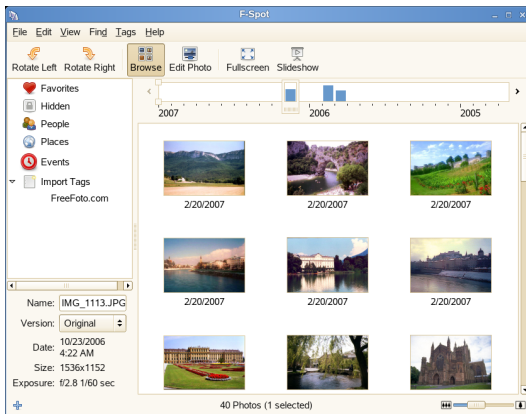 F-Spot
File Edit View Find Tags Help
Rotate Left Rotate Right Browse Edit Photo Fullscreen Slideshow
Favorites
Hidden
People
Places
Events
Import Tags
FreeFoto.com
2007 2006 2005
2/20/2007 2/20/2007 2/20/2007
2/20/2007 2/20/2007 2/20/2007
Name: IMG_1113.JPG
Version: Original
Date: 10/23/2006
4:22 AM
Size: 1536x1152
Exposure: f/2.8 1/60 sec
40 Photos (1 selected)